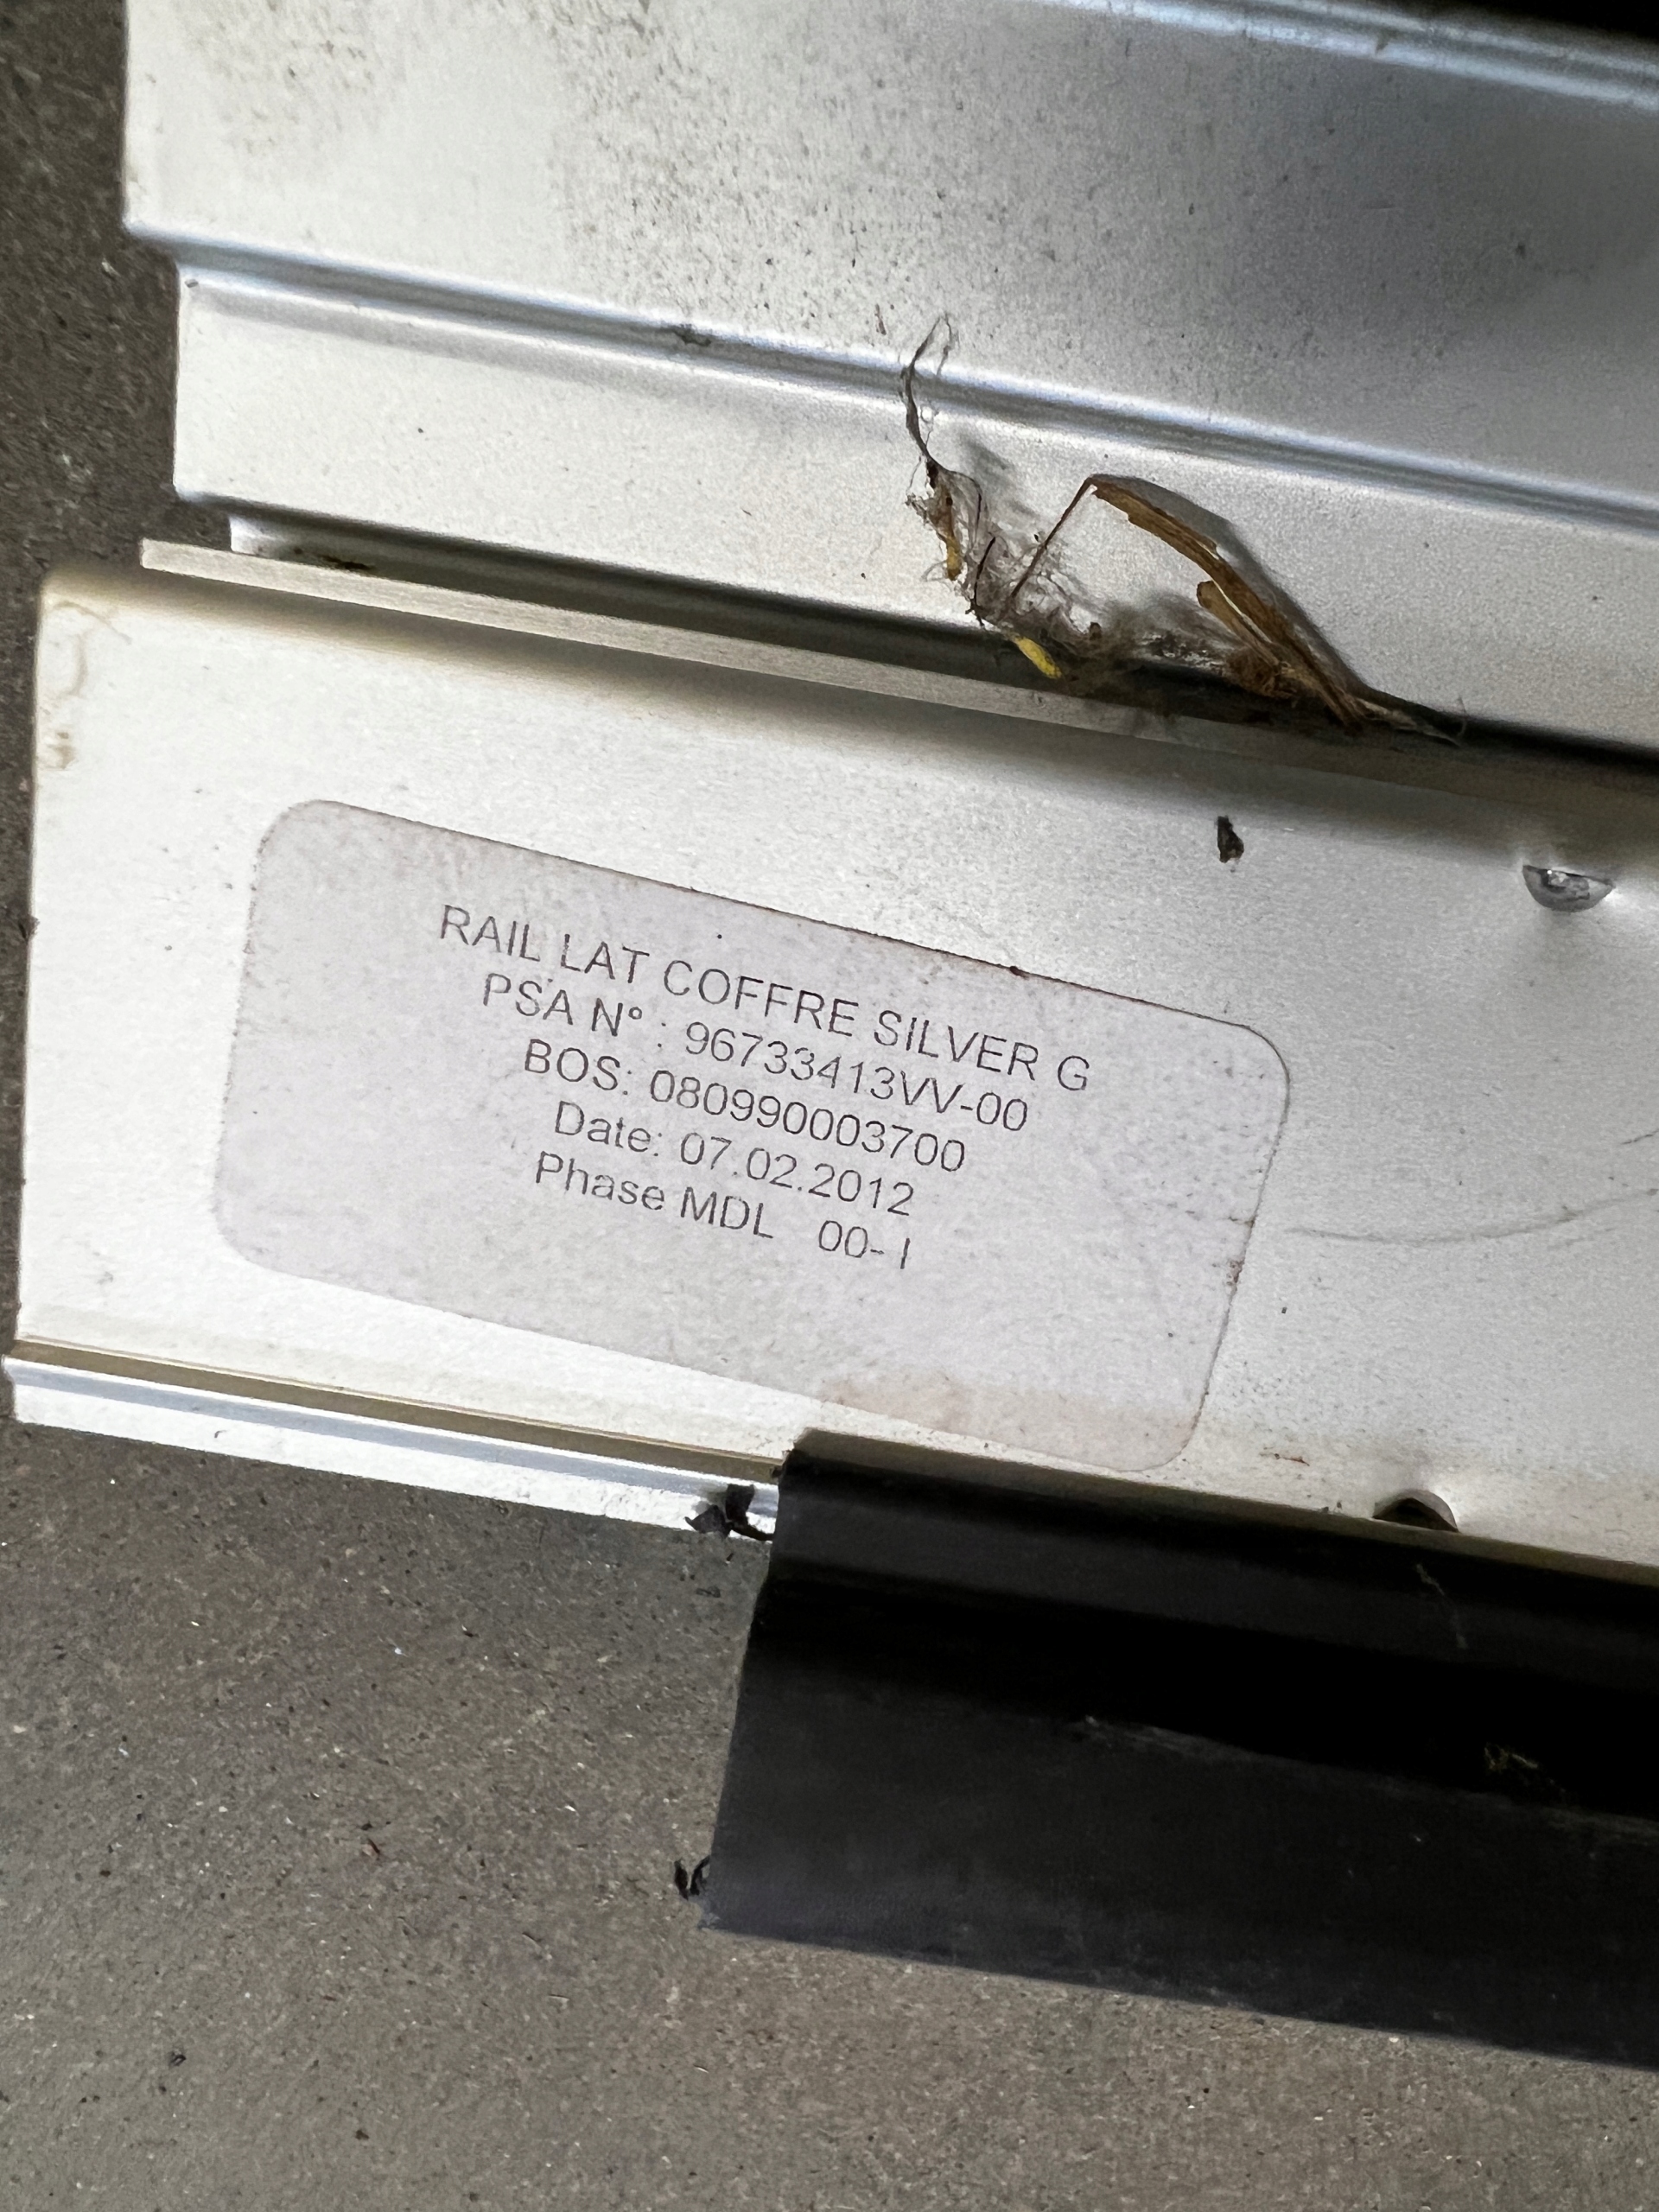 RAIL LAT COFFRE SILVER G
PSA N° : 96733413VV-00
BOS: 080990003700
Date: 07.02.2012
Phase MDL 00- I